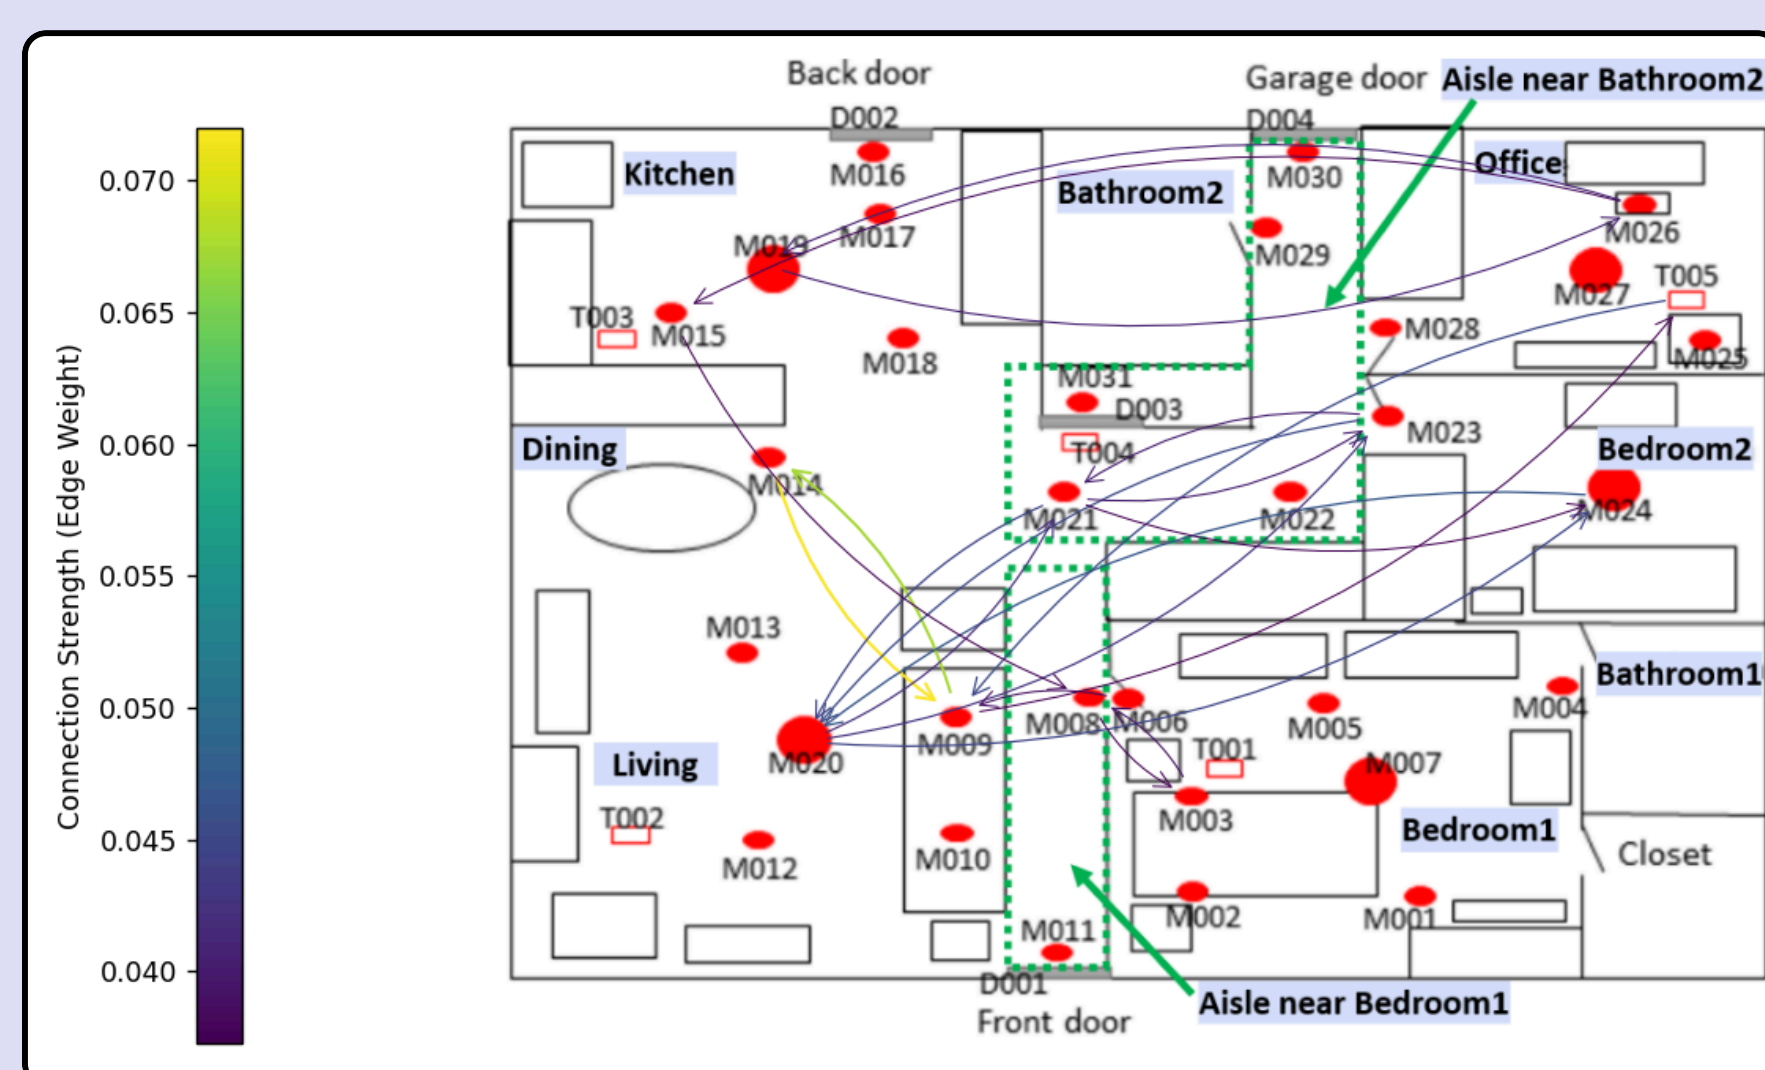 Back door
Garage door
Aisle near Bathroom2
D002
D004
Kitchen
M016
Bathroom2
M030
Office
M019
M017
M029
M026
T003
M015
M018
M027
T005
M028
M025
M031
D003
Dining
T004
M023
Bedroom2
M014
M021
M022
M024
M013
Bathroom1
M008
M006
M005
M004
Living
M020
M009
T001
M007
T002
M003
Bedroom1
M012
M010
Closet
M011
M002
M001
D001
Front door
Aisle near Bedroom1
Connection Strength (Edge Weight)
0.070
0.065
0.060
0.055
0.050
0.045
0.040